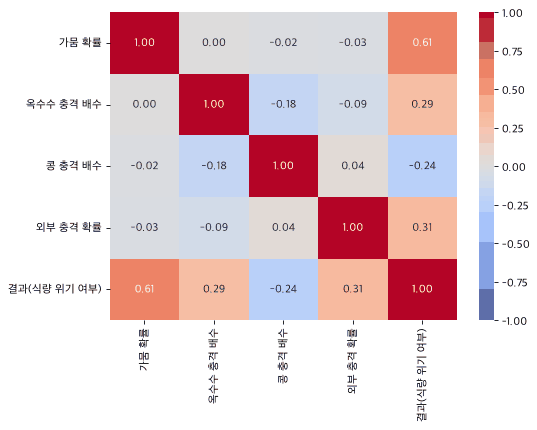 가뭄 확률 1.00 0.00 -0.02 -0.03 0.61
옥수수 충격 배수 0.00 1.00 -0.18 -0.09 0.29
콩 충격 배수 -0.02 -0.18 1.00 0.04 -0.24
외부 충격 확률 -0.03 -0.09 0.04 1.00 0.31
결과(식량 위기 여부) 0.61 0.29 -0.24 0.31 1.00
가뭄 확률
옥수수 충격 배수
콩 충격 배수
외부 충격 확률
결과(식량 위기 여부)
1.00
0.75
0.50
0.25
0.00
-0.25
-0.50
-0.75
-1.00